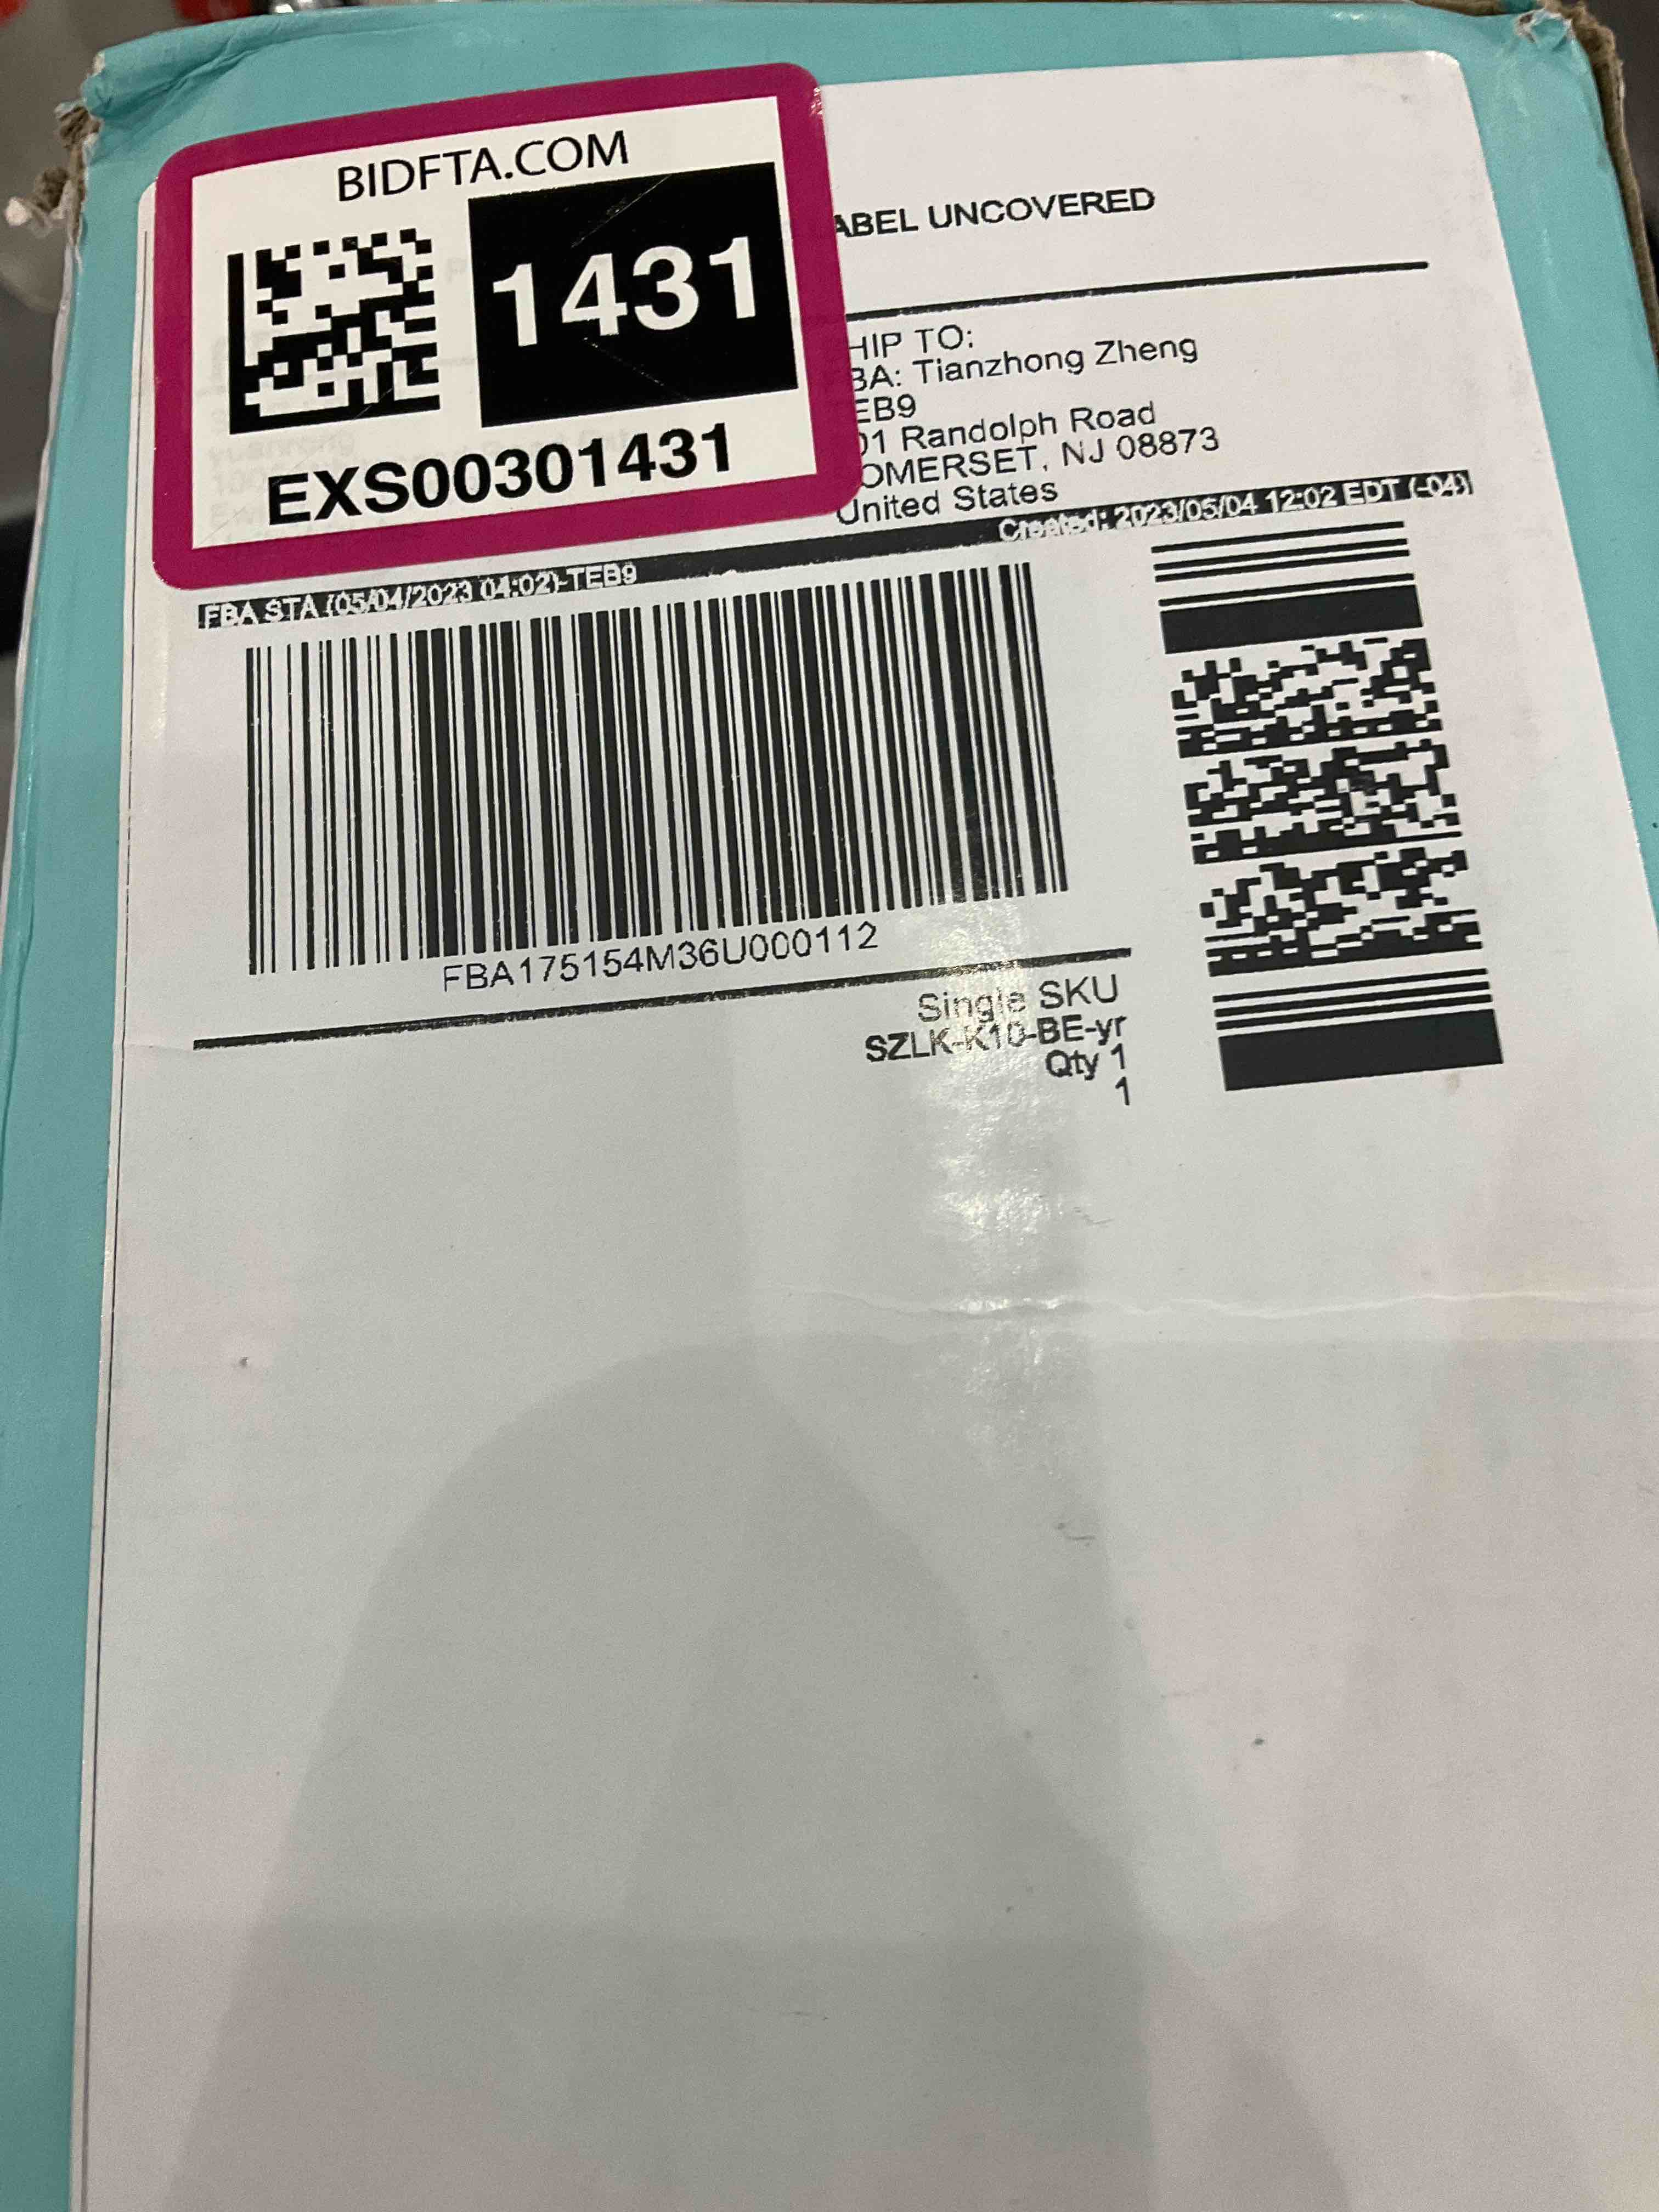 BIDFTA.COM
1431
EXS00301431
ABEL UNCOVERED
HIP TO:
BA: Tianzhong Zheng
EB9
01 Randolph Road
OMERSET, NJ 08873
United States
Created: 2023/05/04 12:02 EDT (-04)
FBA STA (05/04/2023 04:02)-TEB9
FBA175154M36U000112
Single SKU
SZLK-K10-BE-yr
Qty 1
1